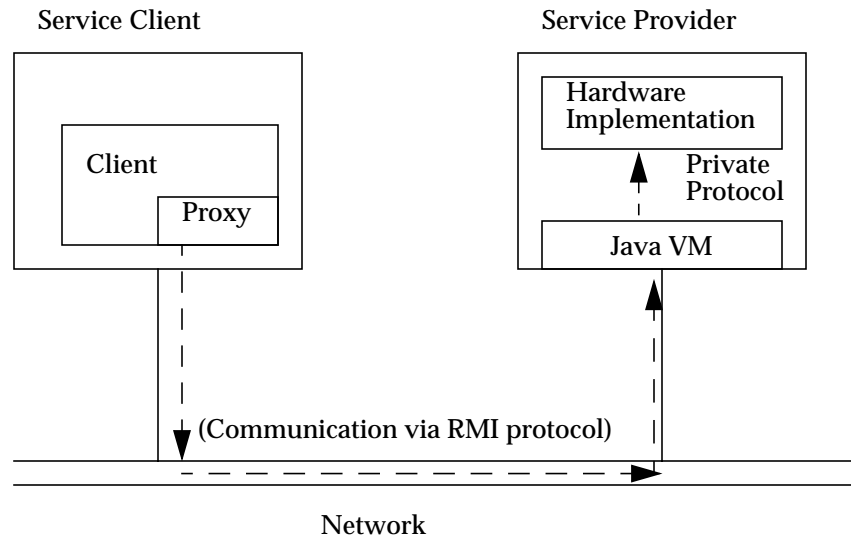 Service Client
Service Provider
Hardware
Implementation
Client
Private
Protocol
Proxy
Java VM
(Communication via RMI protocol)
Network